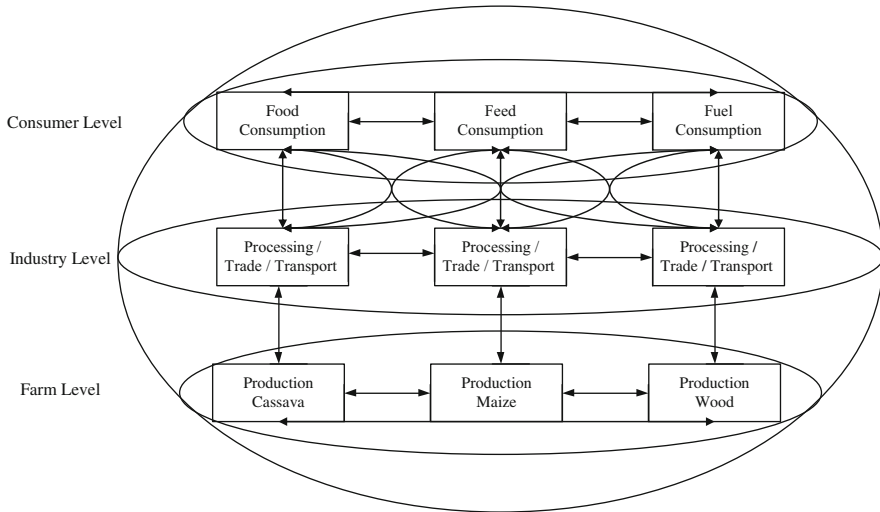 Consumer Level
Food
Consumption
Feed
Consumption
Fuel
Consumption
Industry Level
Processing /
Trade / Transport
Processing /
Trade / Transport
Processing /
Trade / Transport
Farm Level
Production
Cassava
Production
Maize
Production
Wood